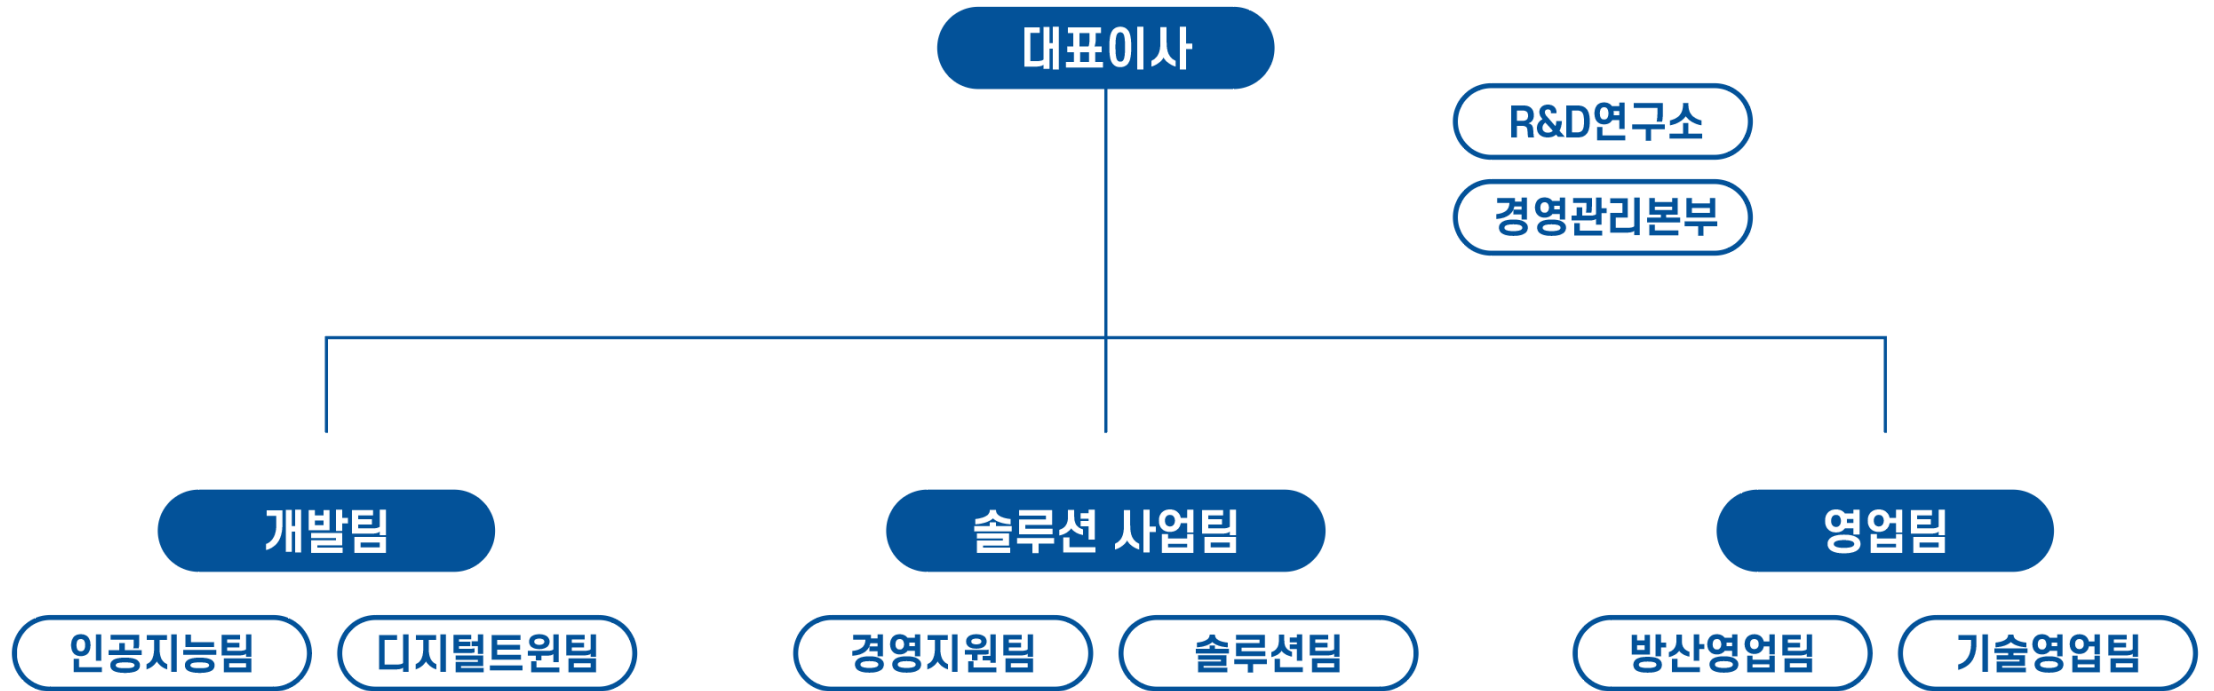 대표이사
R&D연구소
경영관리본부
개발팀
솔루션 사업팀
영업팀
인공지능팀
디지털트윈팀
경영지원팀
솔루션팀
방산영업팀
기술영업팀